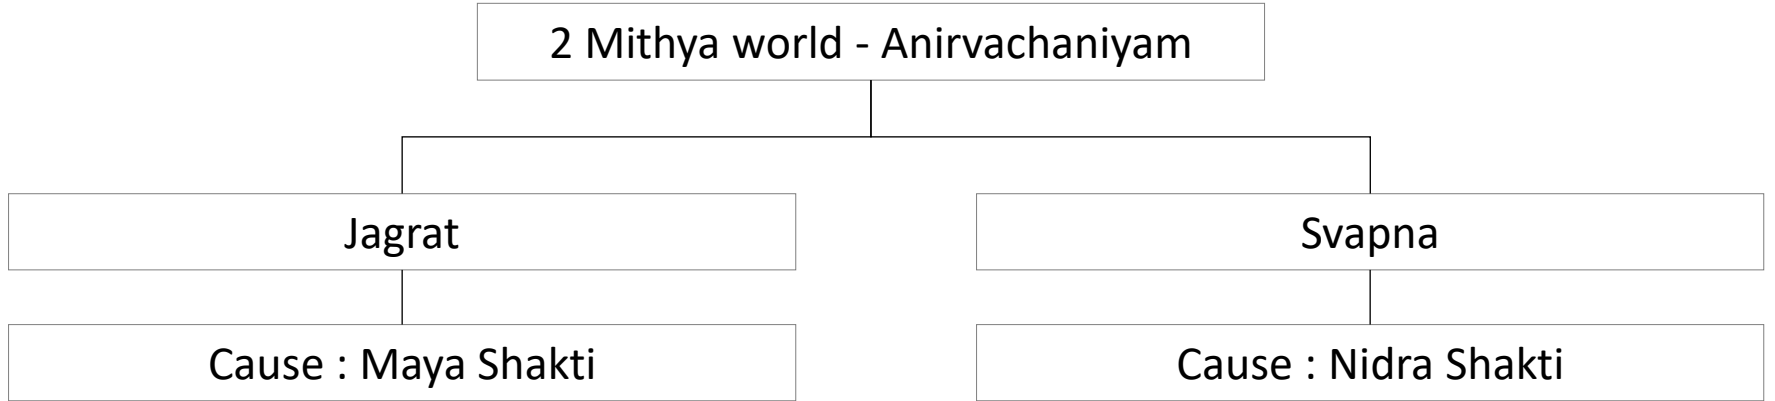 2 Mithya world - Anirvachaniyam
Jagrat
Svapna
Cause : Maya Shakti
Cause : Nidra Shakti